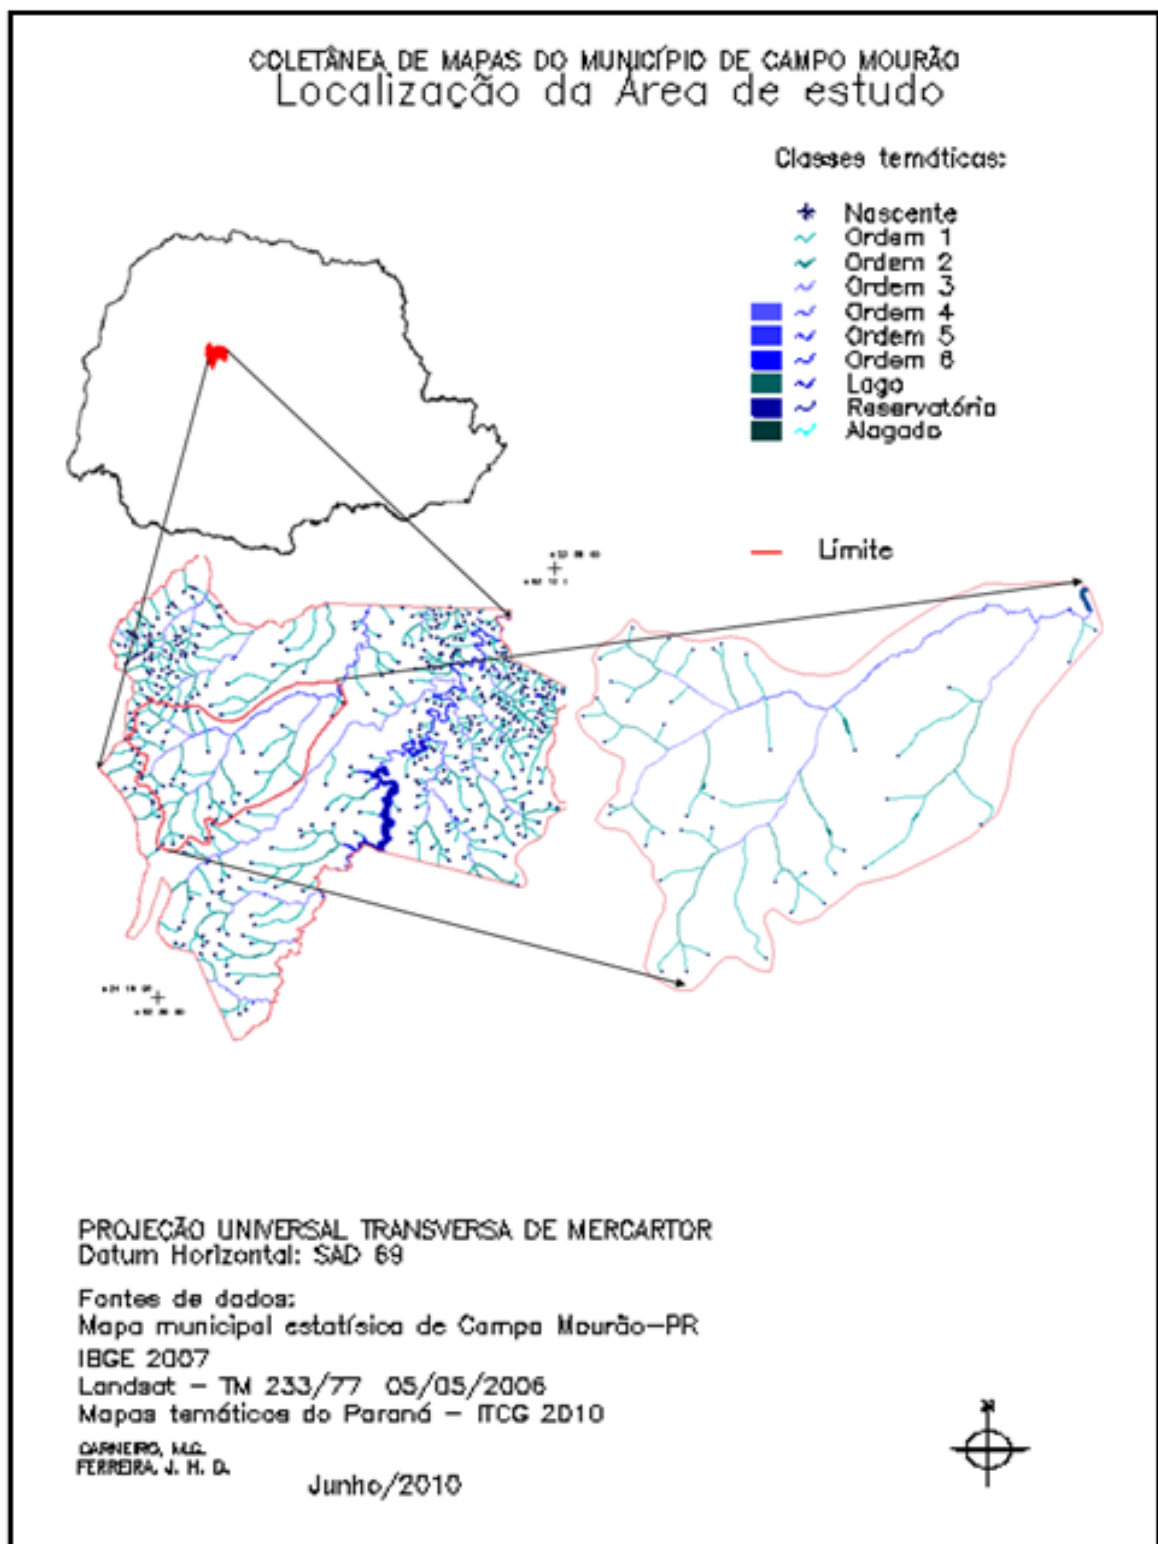 COLETÂNEA DE MAPAS DO MUNICÍPIO DE CAMPO MOURÃO
Localização da Área de estudo
Classes temáticas:
Nascente
Ordem 1
Ordem 2
Ordem 3
Ordem 4
Ordem 5
Ordem 6
Lago
Reservatório
Alagado
Límite
PROJEÇÃO UNIVERSAL TRANSVERSA DE MERCARTOR
Datum Horizontal: SAD 69
Fontes de dados:
Mapa municipal estatísica de Campo Mourão-PR
IBGE 2007
Landsat - TM 233/77 05/05/2006
Mapas temáticos do Paraná - ITCG 2010
CARNEIRO, M.C.
FERREIRA, J. H. D.
Junho/2010
N